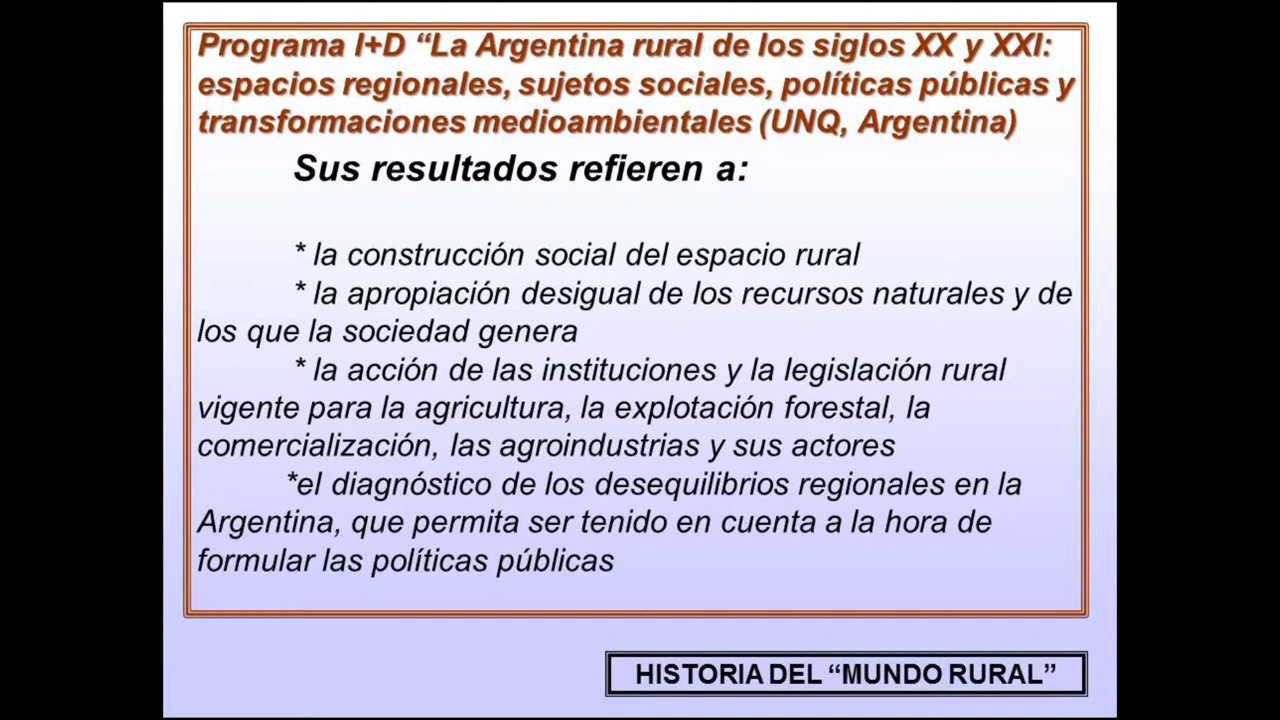 Programa I+D “La Argentina rural de los siglos XX y XXI:
espacios regionales, sujetos sociales, políticas públicas y
transformaciones medioambientales (UNQ, Argentina)
Sus resultados refieren a:
* la construcción social del espacio rural
* la apropiación desigual de los recursos naturales y de
los que la sociedad genera
* la acción de las instituciones y la legislación rural
vigente para la agricultura, la explotación forestal, la
comercialización, las agroindustrias y sus actores
*el diagnóstico de los desequilibrios regionales en la
Argentina, que permita ser tenido en cuenta a la hora de
formular las políticas públicas
HISTORIA DEL “MUNDO RURAL”